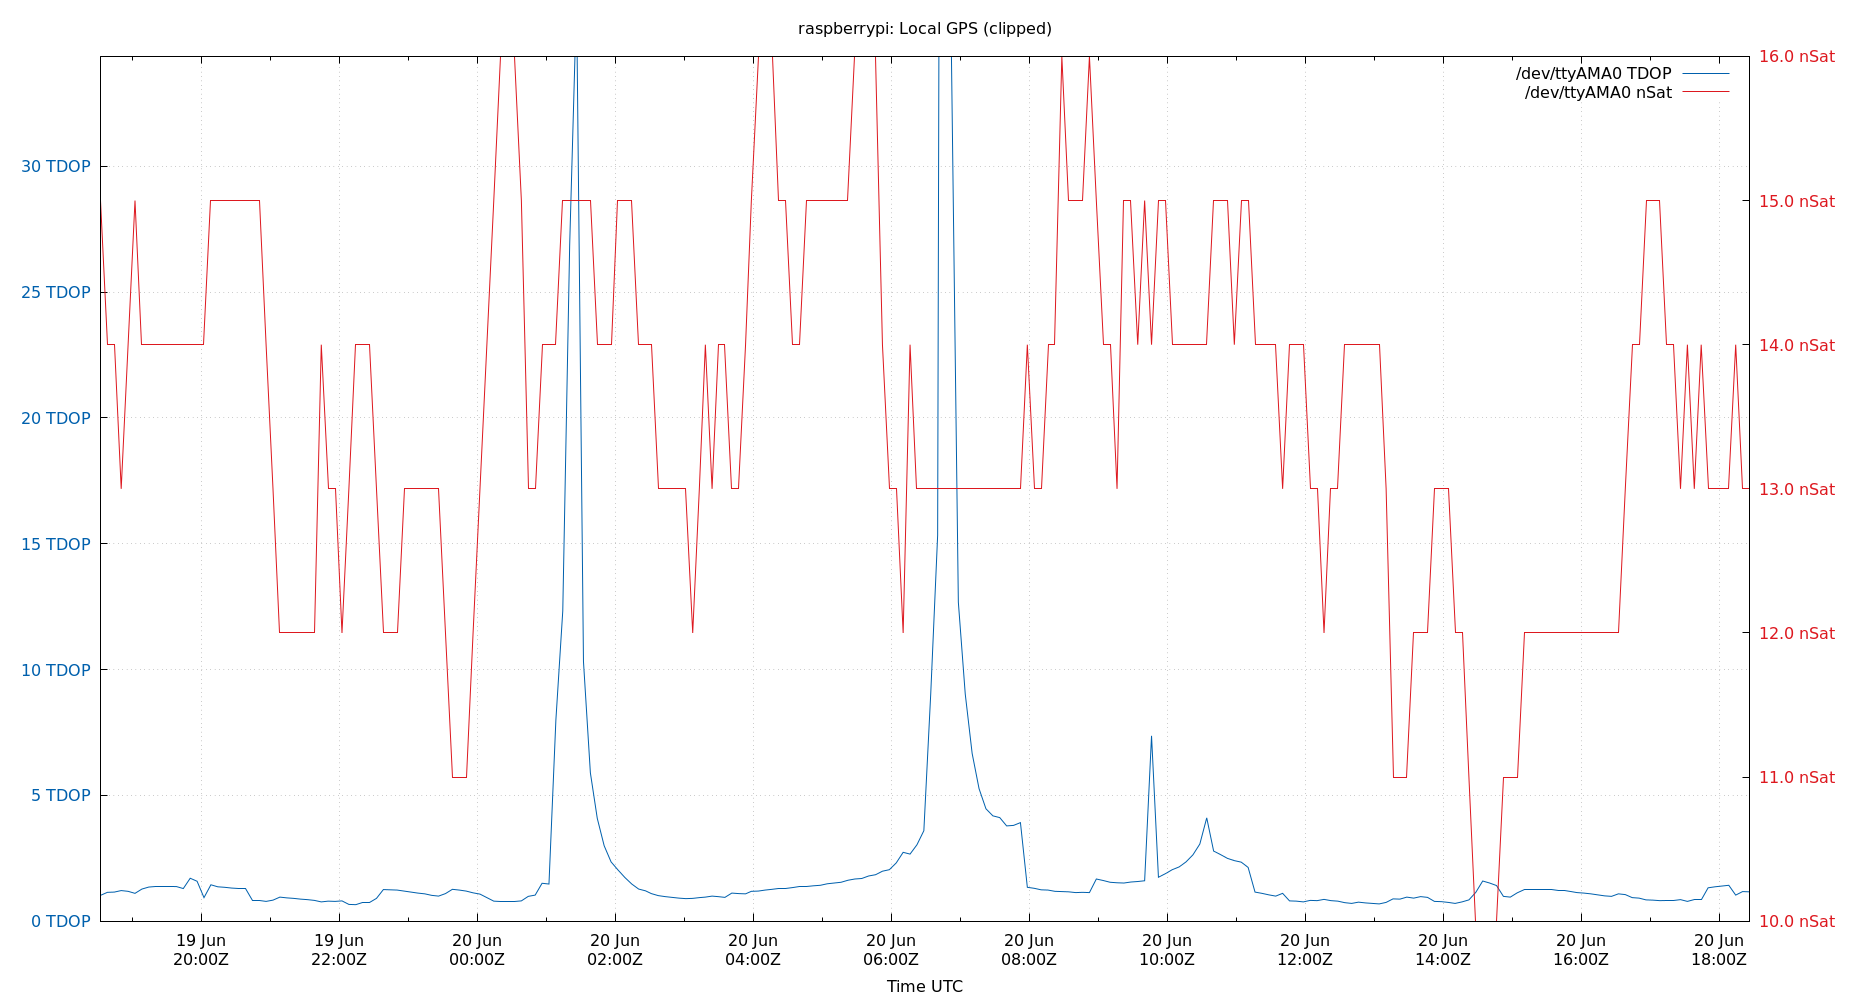 raspberrypi: Local GPS (clipped)
/dev/ttyAMA0 TDOP
/dev/ttyAMA0 nSat
30 TDOP
25 TDOP
20 TDOP
15 TDOP
10 TDOP
5 TDOP
0 TDOP
16.0 nSat
15.0 nSat
14.0 nSat
13.0 nSat
12.0 nSat
11.0 nSat
10.0 nSat
19 Jun
20:00Z
19 Jun
22:00Z
20 Jun
00:00Z
20 Jun
02:00Z
20 Jun
04:00Z
20 Jun
06:00Z
20 Jun
08:00Z
20 Jun
10:00Z
20 Jun
12:00Z
20 Jun
14:00Z
20 Jun
16:00Z
20 Jun
18:00Z
Time UTC